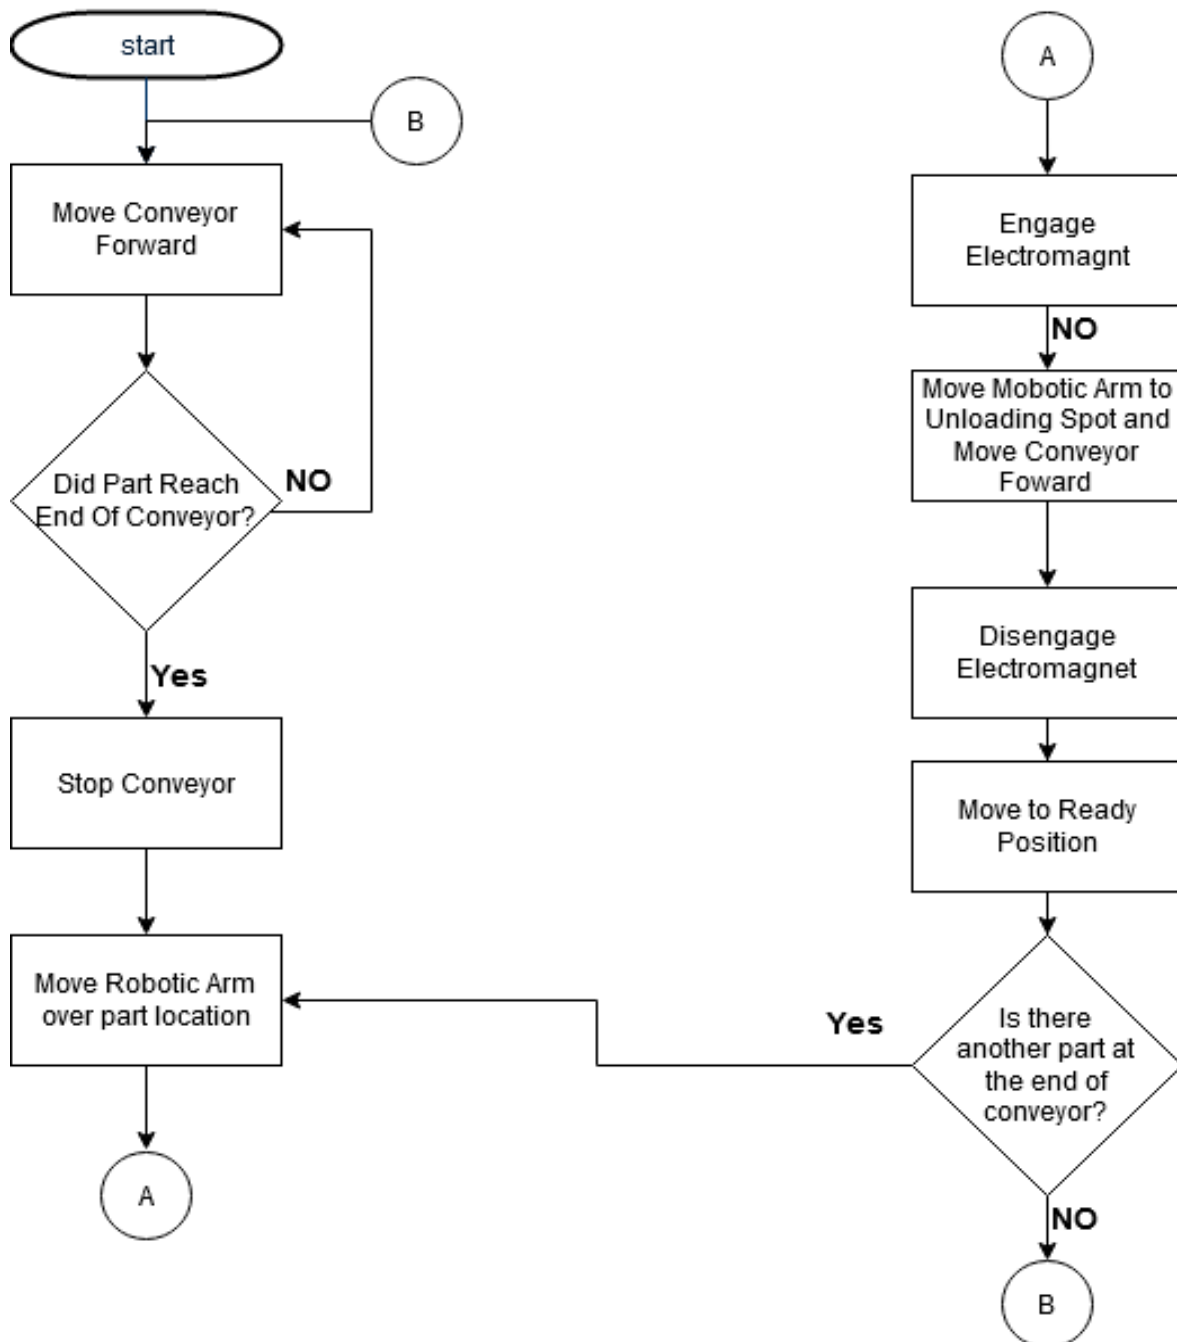 start
B
Move Conveyor
Forward
Did Part Reach
End Of Conveyor?
NO
Yes
Stop Conveyor
Move Robotic Arm
over part location
A
A
Engage
Electromagnt
NO
Move Mobotic Arm to
Unloading Spot and
Move Conveyor
Foward
Disengage
Electromagnet
Move to Ready
Position
Is there
another part at
the end of
conveyor?
Yes
NO
B